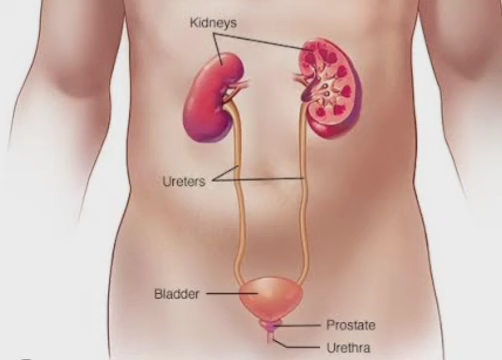 Kidneys
Ureters
Bladder
Prostate
Urethra